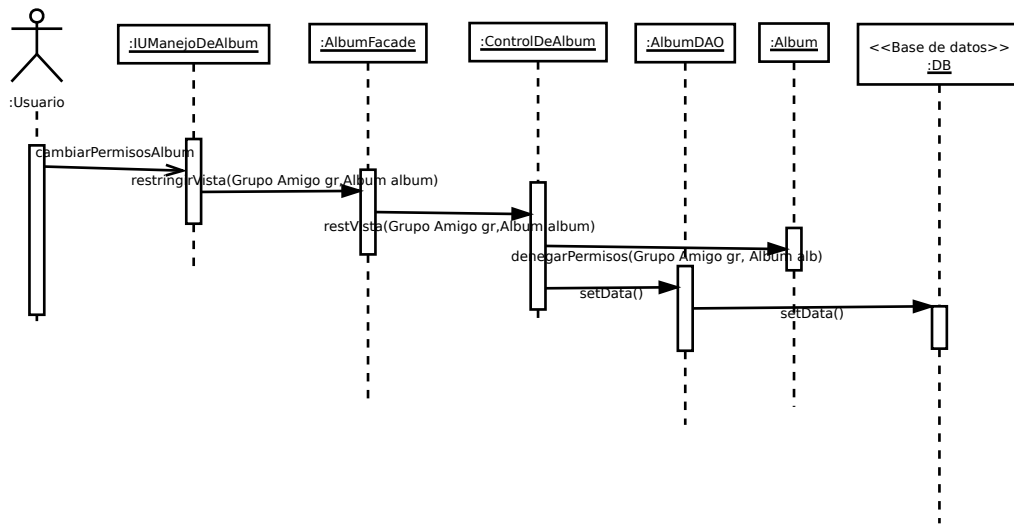 :IUManejoDeAlbum
:AlbumFacade
:ControlDeAlbum
:AlbumDAO
:Album
<<Base de datos>>
:DB
:Usuario
cambiarPermisosAlbum
restringirVista(Grupo Amigo gr,Album album)
restVista(Grupo Amigo gr,Album album)
denegarPermisos(Grupo Amigo gr, Album alb)
setData()
setData()